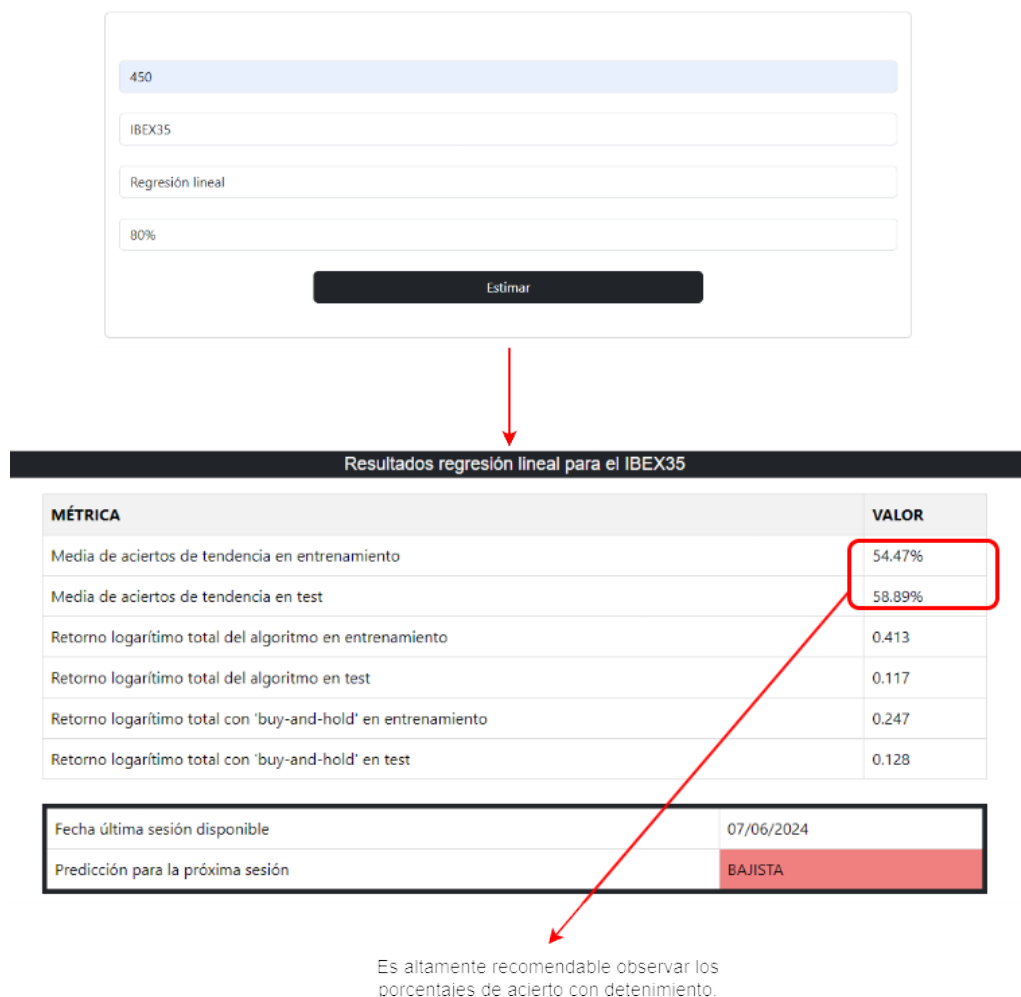 450
IBEX35
Regresión lineal
80%
Estimar
Resultados regresión lineal para el IBEX35
MÉTRICA VALOR
Media de aciertos de tendencia en entrenamiento 54.47%
Media de aciertos de tendencia en test 58.89%
Retorno logarítimo total del algoritmo en entrenamiento 0.413
Retorno logarítimo total del algoritmo en test 0.117
Retorno logarítimo total con 'buy-and-hold' en entrenamiento 0.247
Retorno logarítimo total con 'buy-and-hold' en test 0.128
Fecha última sesión disponible 07/06/2024
Predicción para la próxima sesión BAJISTA
Es altamente recomendable observar los
porcentajes de acierto con detenimiento.